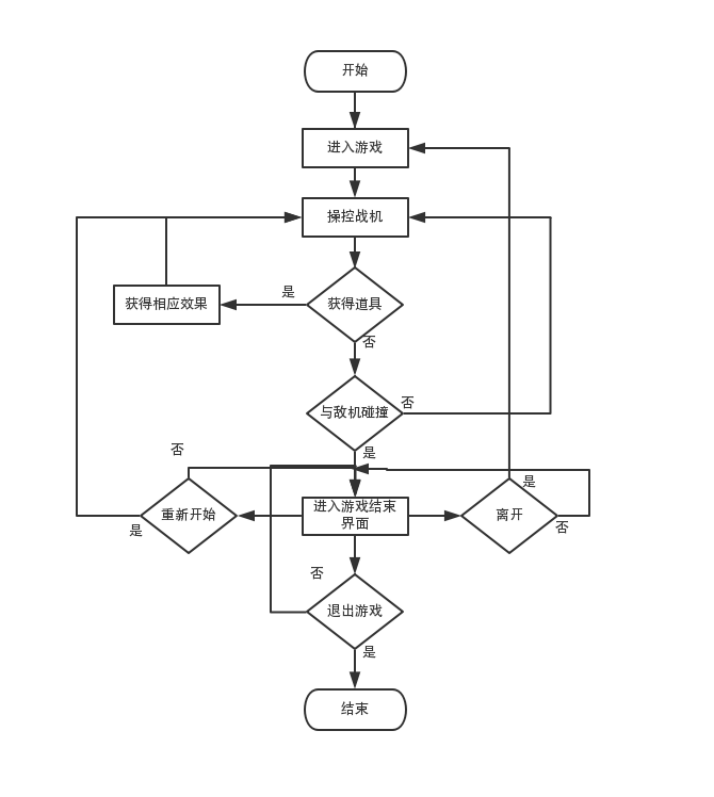 开始
进入游戏
操控战机
是
获得相应效果
获得道具
否
否
与敌机碰撞
否
是
是
重新开始
是
进入游戏结束
界面
离开
否
否
退出游戏
是
结束